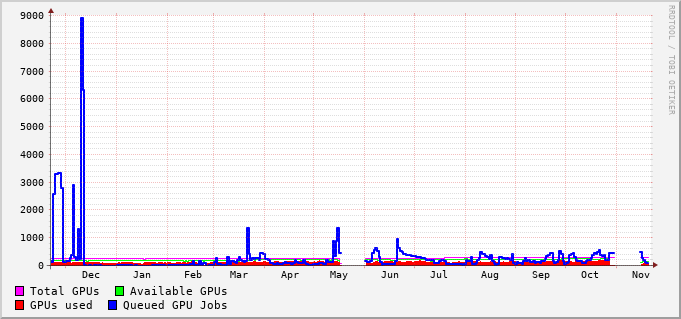 9000
8000
7000
6000
5000
4000
3000
2000
1000
0
Dec Jan Feb Mar Apr May Jun Jul Aug Sep Oct Nov
Total GPUs Available GPUs
GPUs used Queued GPU Jobs
RRDTOOL / TOBI OETIKER